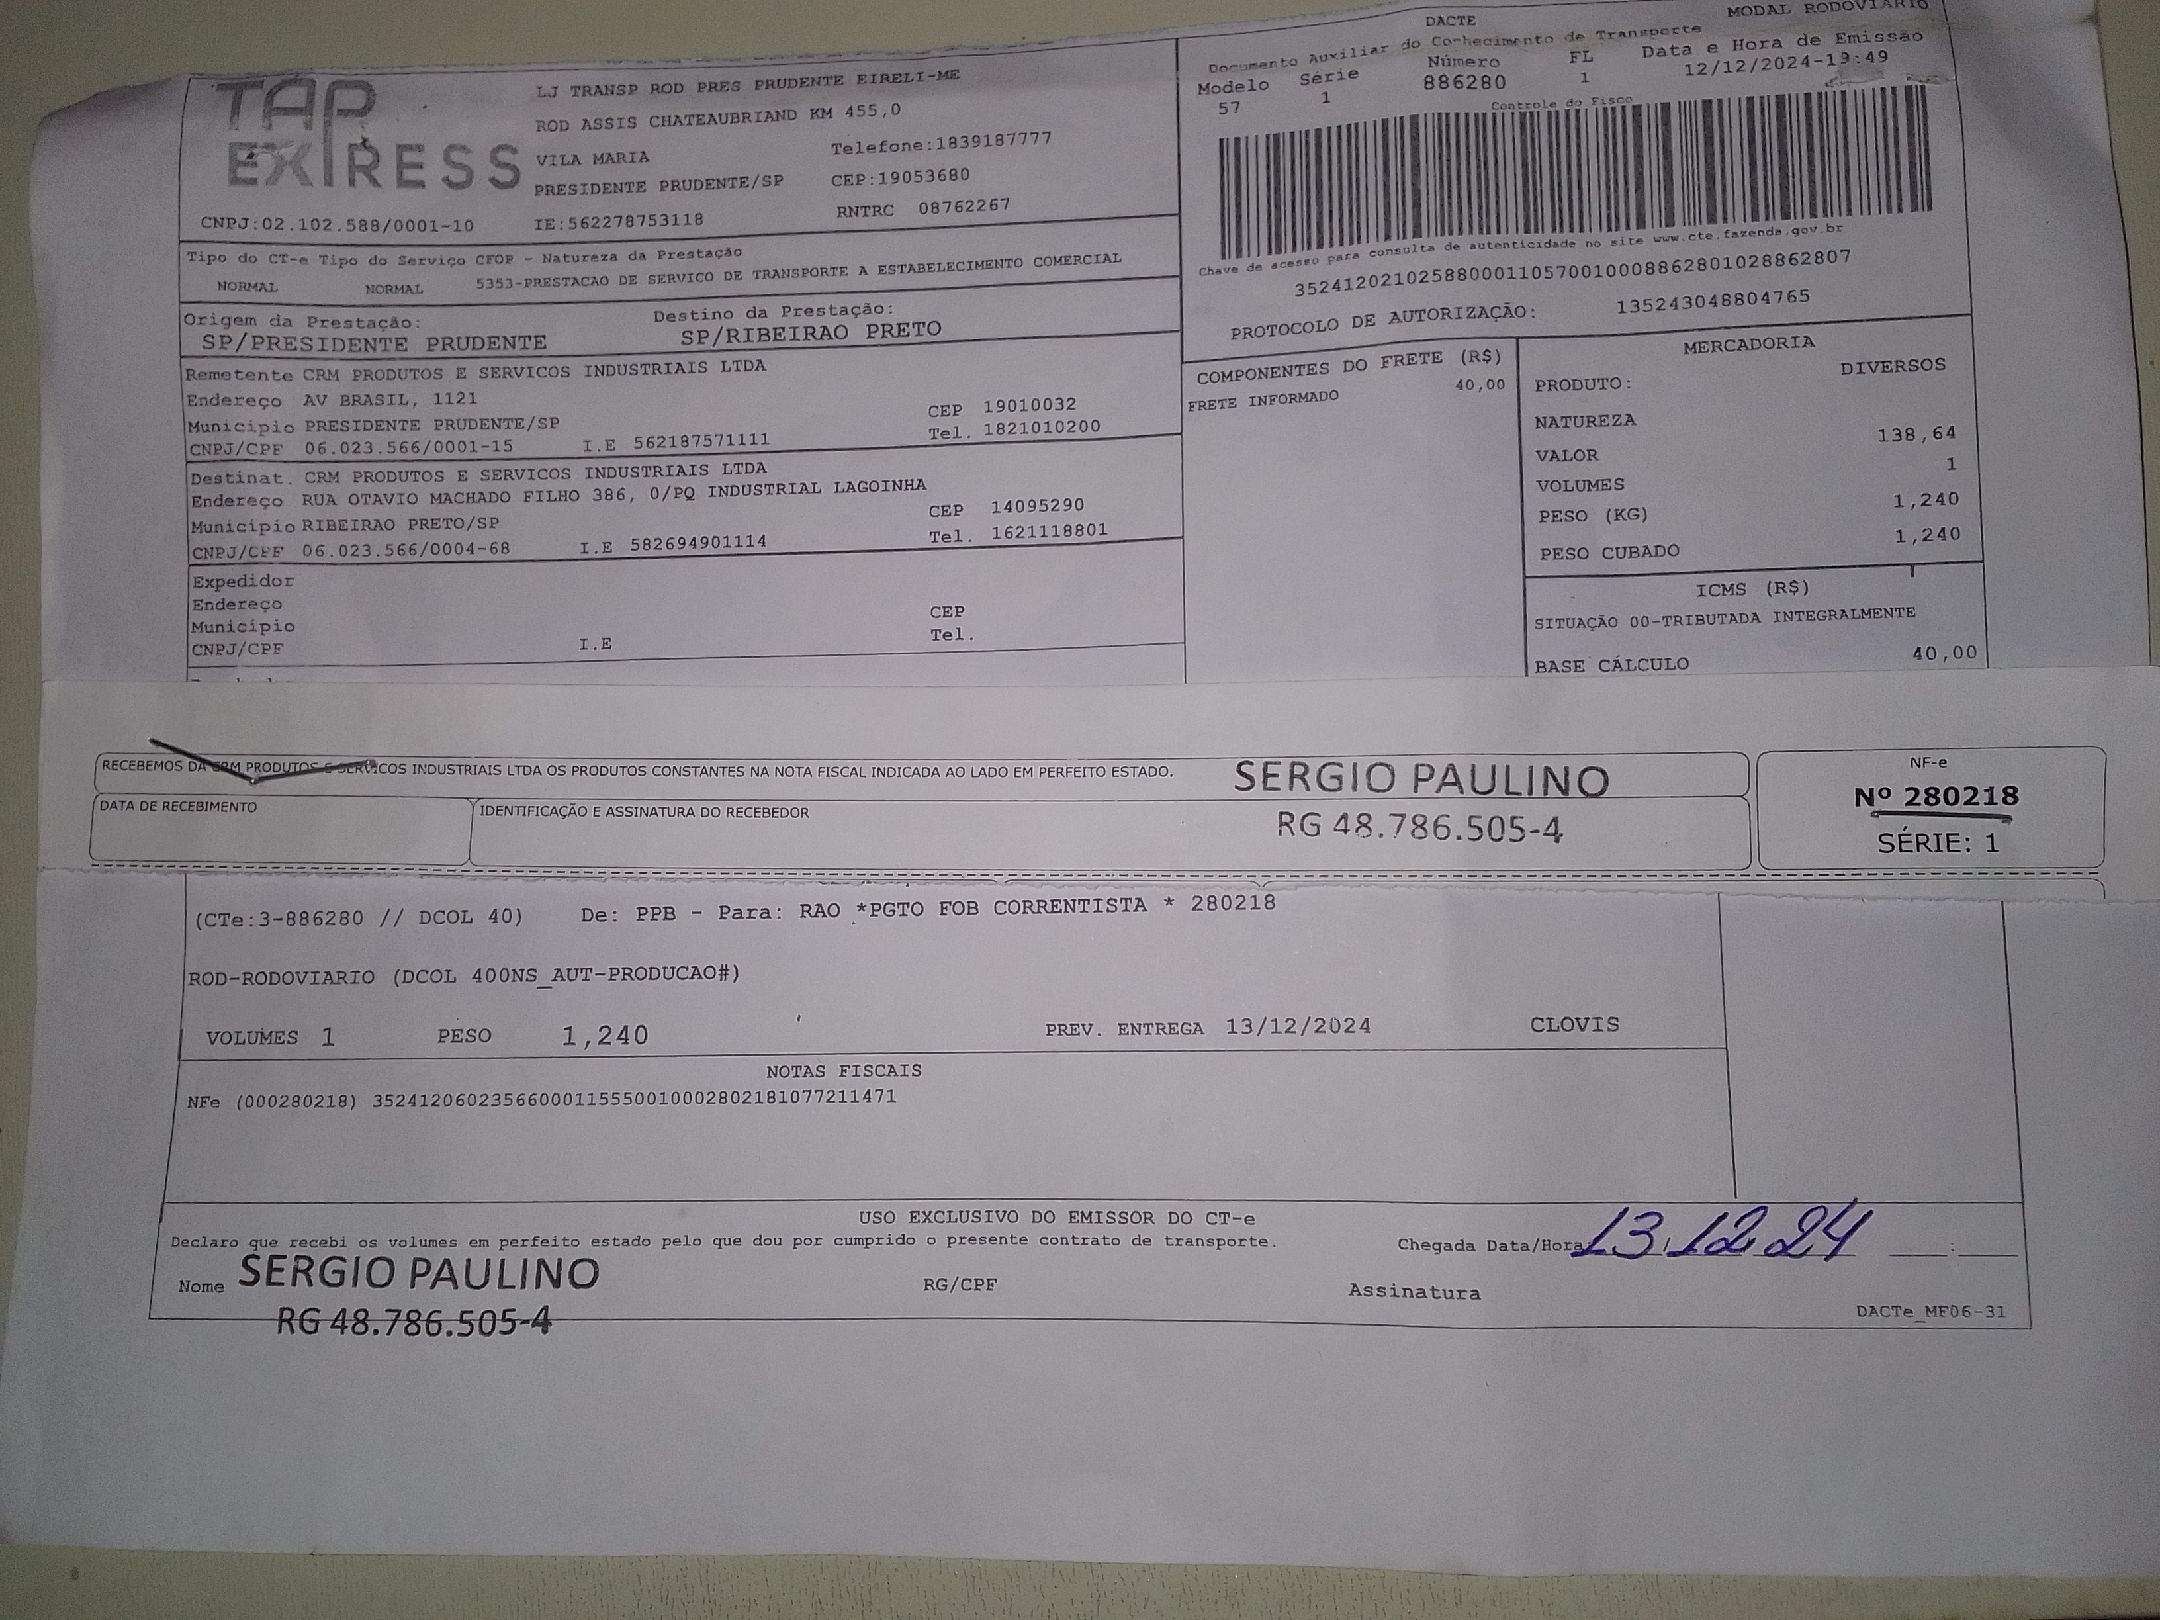 DACTE
MODAL RODOVIARIO
Documento Auxiliar do Conhecimento de Transporte
Modelo Série Número FL Data e Hora de Emissão
57 1 886280 1 12/12/2024-19:49
Controle do Fisco
TAP EXPRESS
LJ TRANSP ROD PRES PRUDENTE EIRELI-ME
ROD ASSIS CHATEAUBRIAND KM 455,0
VILA MARIA Telefone:1839187777
PRESIDENTE PRUDENTE/SP CEP:19053680
CNPJ:02.102.588/0001-10 IE:562278753118 RNTRC 08762267
Chave de acesso para consulta de autenticidade no site www.cte.fazenda.gov.br
35241202102588000110570010008862801028862807
PROTOCOLO DE AUTORIZAÇÃO: 135243048804765
Tipo do CT-e Tipo do Serviço CFOP - Natureza da Prestação
NORMAL NORMAL 5353-PRESTACAO DE SERVICO DE TRANSPORTE A ESTABELECIMENTO COMERCIAL
Origem da Prestação: Destino da Prestação:
SP/PRESIDENTE PRUDENTE SP/RIBEIRAO PRETO
Remetente CRM PRODUTOS E SERVICOS INDUSTRIAIS LTDA
Endereço AV BRASIL, 1121 CEP 19010032
Município PRESIDENTE PRUDENTE/SP Tel. 1821010200
CNPJ/CPF 06.023.566/0001-15 I.E 562187571111
Destinat. CRM PRODUTOS E SERVICOS INDUSTRIAIS LTDA
Endereço RUA OTAVIO MACHADO FILHO 386, 0/PQ INDUSTRIAL LAGOINHA
Município RIBEIRAO PRETO/SP CEP 14095290
CNPJ/CPF 06.023.566/0004-68 I.E 582694901114 Tel. 1621118801
Expedidor
Endereço
Município CEP
CNPJ/CPF I.E Tel.
COMPONENTES DO FRETE (R$)
FRETE INFORMADO 40,00
MERCADORIA
PRODUTO: DIVERSOS
NATUREZA
VALOR 138,64
VOLUMES 1
PESO (KG) 1,240
PESO CUBADO 1,240
ICMS (R$)
SITUAÇÃO 00-TRIBUTADA INTEGRALMENTE
BASE CÁLCULO 40,00
RECEBEMOS DA CRM PRODUTOS E SERVICOS INDUSTRIAIS LTDA OS PRODUTOS CONSTANTES NA NOTA FISCAL INDICADA AO LADO EM PERFEITO ESTADO.
DATA DE RECEBIMENTO
IDENTIFICAÇÃO E ASSINATURA DO RECEBEDOR
SERGIO PAULINO
RG 48.786.505-4
NF-e
Nº 280218
SÉRIE: 1
(CTe:3-886280 // DCOL 40) De: PPB - Para: RAO *PGTO FOB CORRENTISTA * 280218
ROD-RODOVIARIO (DCOL 400NS_AUT-PRODUCAO#)
VOLUMES 1 PESO 1,240 PREV. ENTREGA 13/12/2024 CLOVIS
NOTAS FISCAIS
NFe (000280218) 35241206023566000115550010002802181077211471
USO EXCLUSIVO DO EMISSOR DO CT-e
Declaro que recebi os volumes em perfeito estado pelo que dou por cumprido o presente contrato de transporte.
Chegada Data/Hora 13.12.24 :
Nome SERGIO PAULINO RG/CPF Assinatura
RG 48.786.505-4
DACTe_MF06-31